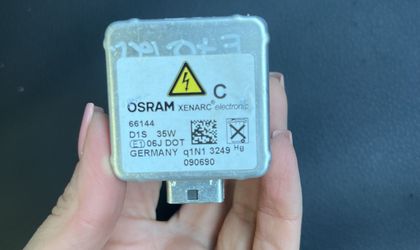 C
OSRAM XENARC® electronic
66144
D1S 35W
E1 06J DOT
GERMANY q1N1 3249 Hg
090690